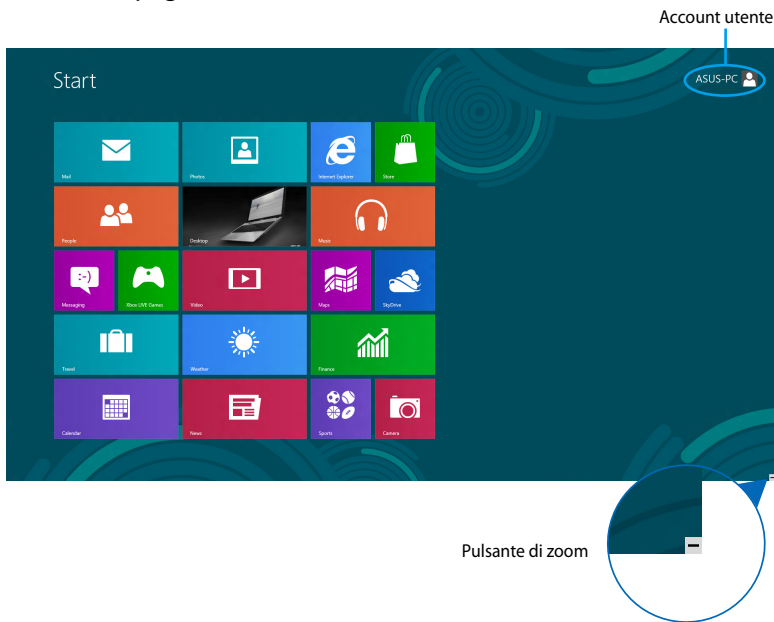 Account utente
Start
ASUS-PC
Mail
Photos
Internet Explorer
Store
People
Desktop
Music
Messaging
Xbox LIVE Games
Video
Maps
SkyDrive
Travel
Weather
Finance
Calendar
News
Sports
Camera
Pulsante di zoom